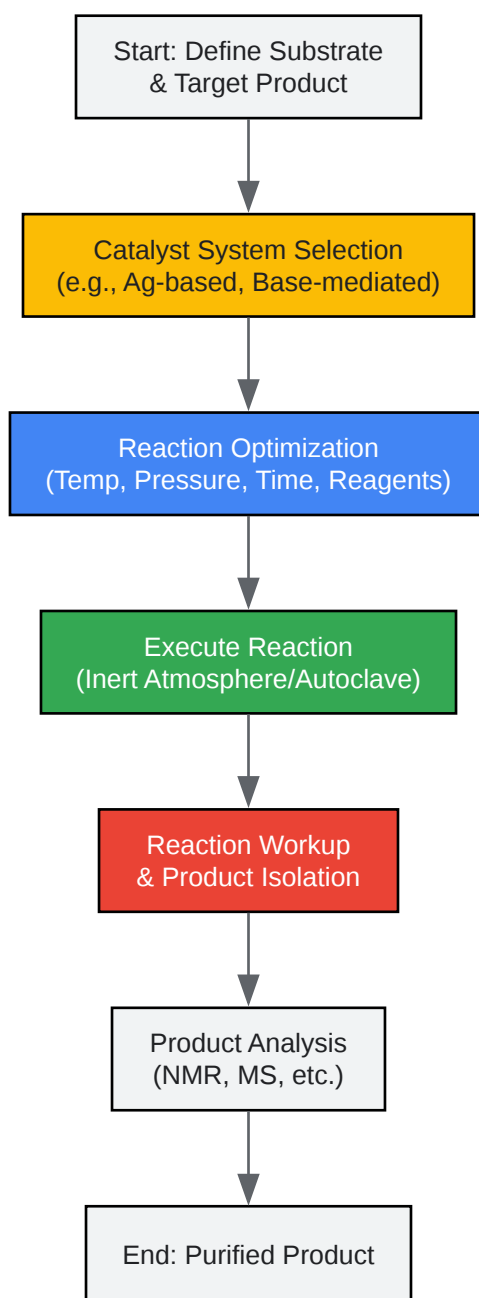 Start: Define Substrate
& Target Product
Catalyst System Selection
(e.g., Ag-based, Base-mediated)
Reaction Optimization
(Temp, Pressure, Time, Reagents)
Execute Reaction
(Inert Atmosphere/Autoclave)
Reaction Workup
& Product Isolation
Product Analysis
(NMR, MS, etc.)
End: Purified Product